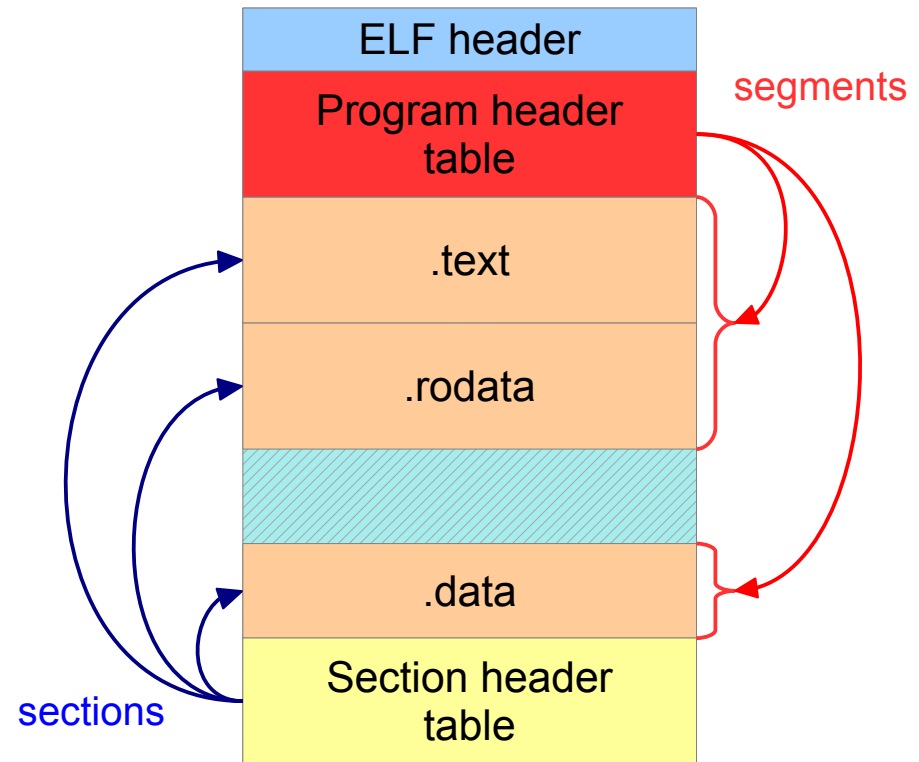 ELF header
Program header
table
segments
.text
.rodata
.data
Section header
table
sections